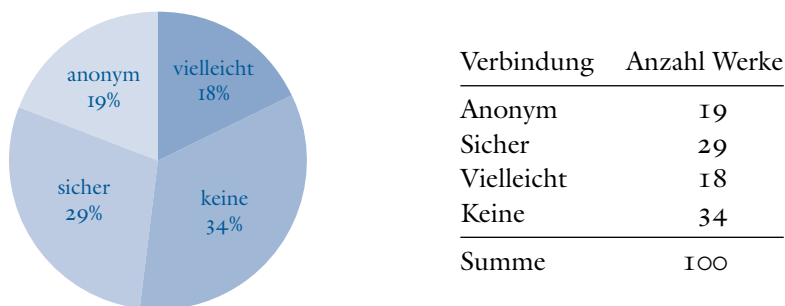 anonym
19%
vielleicht
18%
sicher
29%
keine
34%
Verbindung Anzahl Werke
Anonym 19
Sicher 29
Vielleicht 18
Keine 34
Summe 100